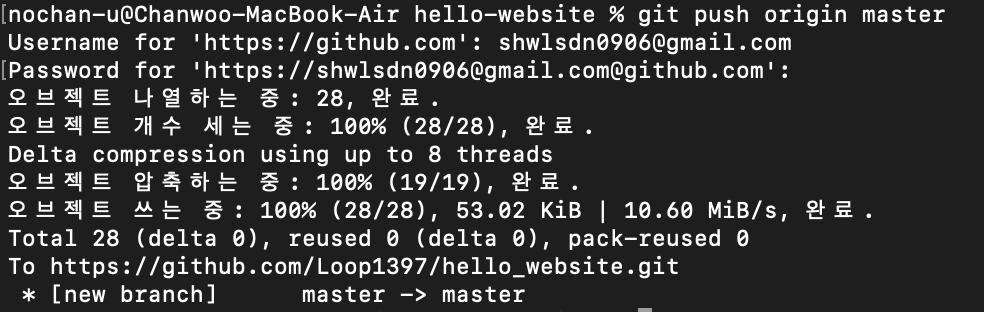 [nochan-u@Chanwoo-MacBook-Air hello-website % git push origin master
Username for 'https://github.com': shwlsdn0906@gmail.com
[Password for 'https://shwlsdn0906@gmail.com@github.com':
오브젝트 나열하는 중: 28, 완료.
오브젝트 개수 세는 중: 100% (28/28), 완료.
Delta compression using up to 8 threads
오브젝트 압축하는 중: 100% (19/19), 완료.
오브젝트 쓰는 중: 100% (28/28), 53.02 KiB | 10.60 MiB/s, 완료.
Total 28 (delta 0), reused 0 (delta 0), pack-reused 0
To https://github.com/Loop1397/hello_website.git
 * [new branch]      master -> master